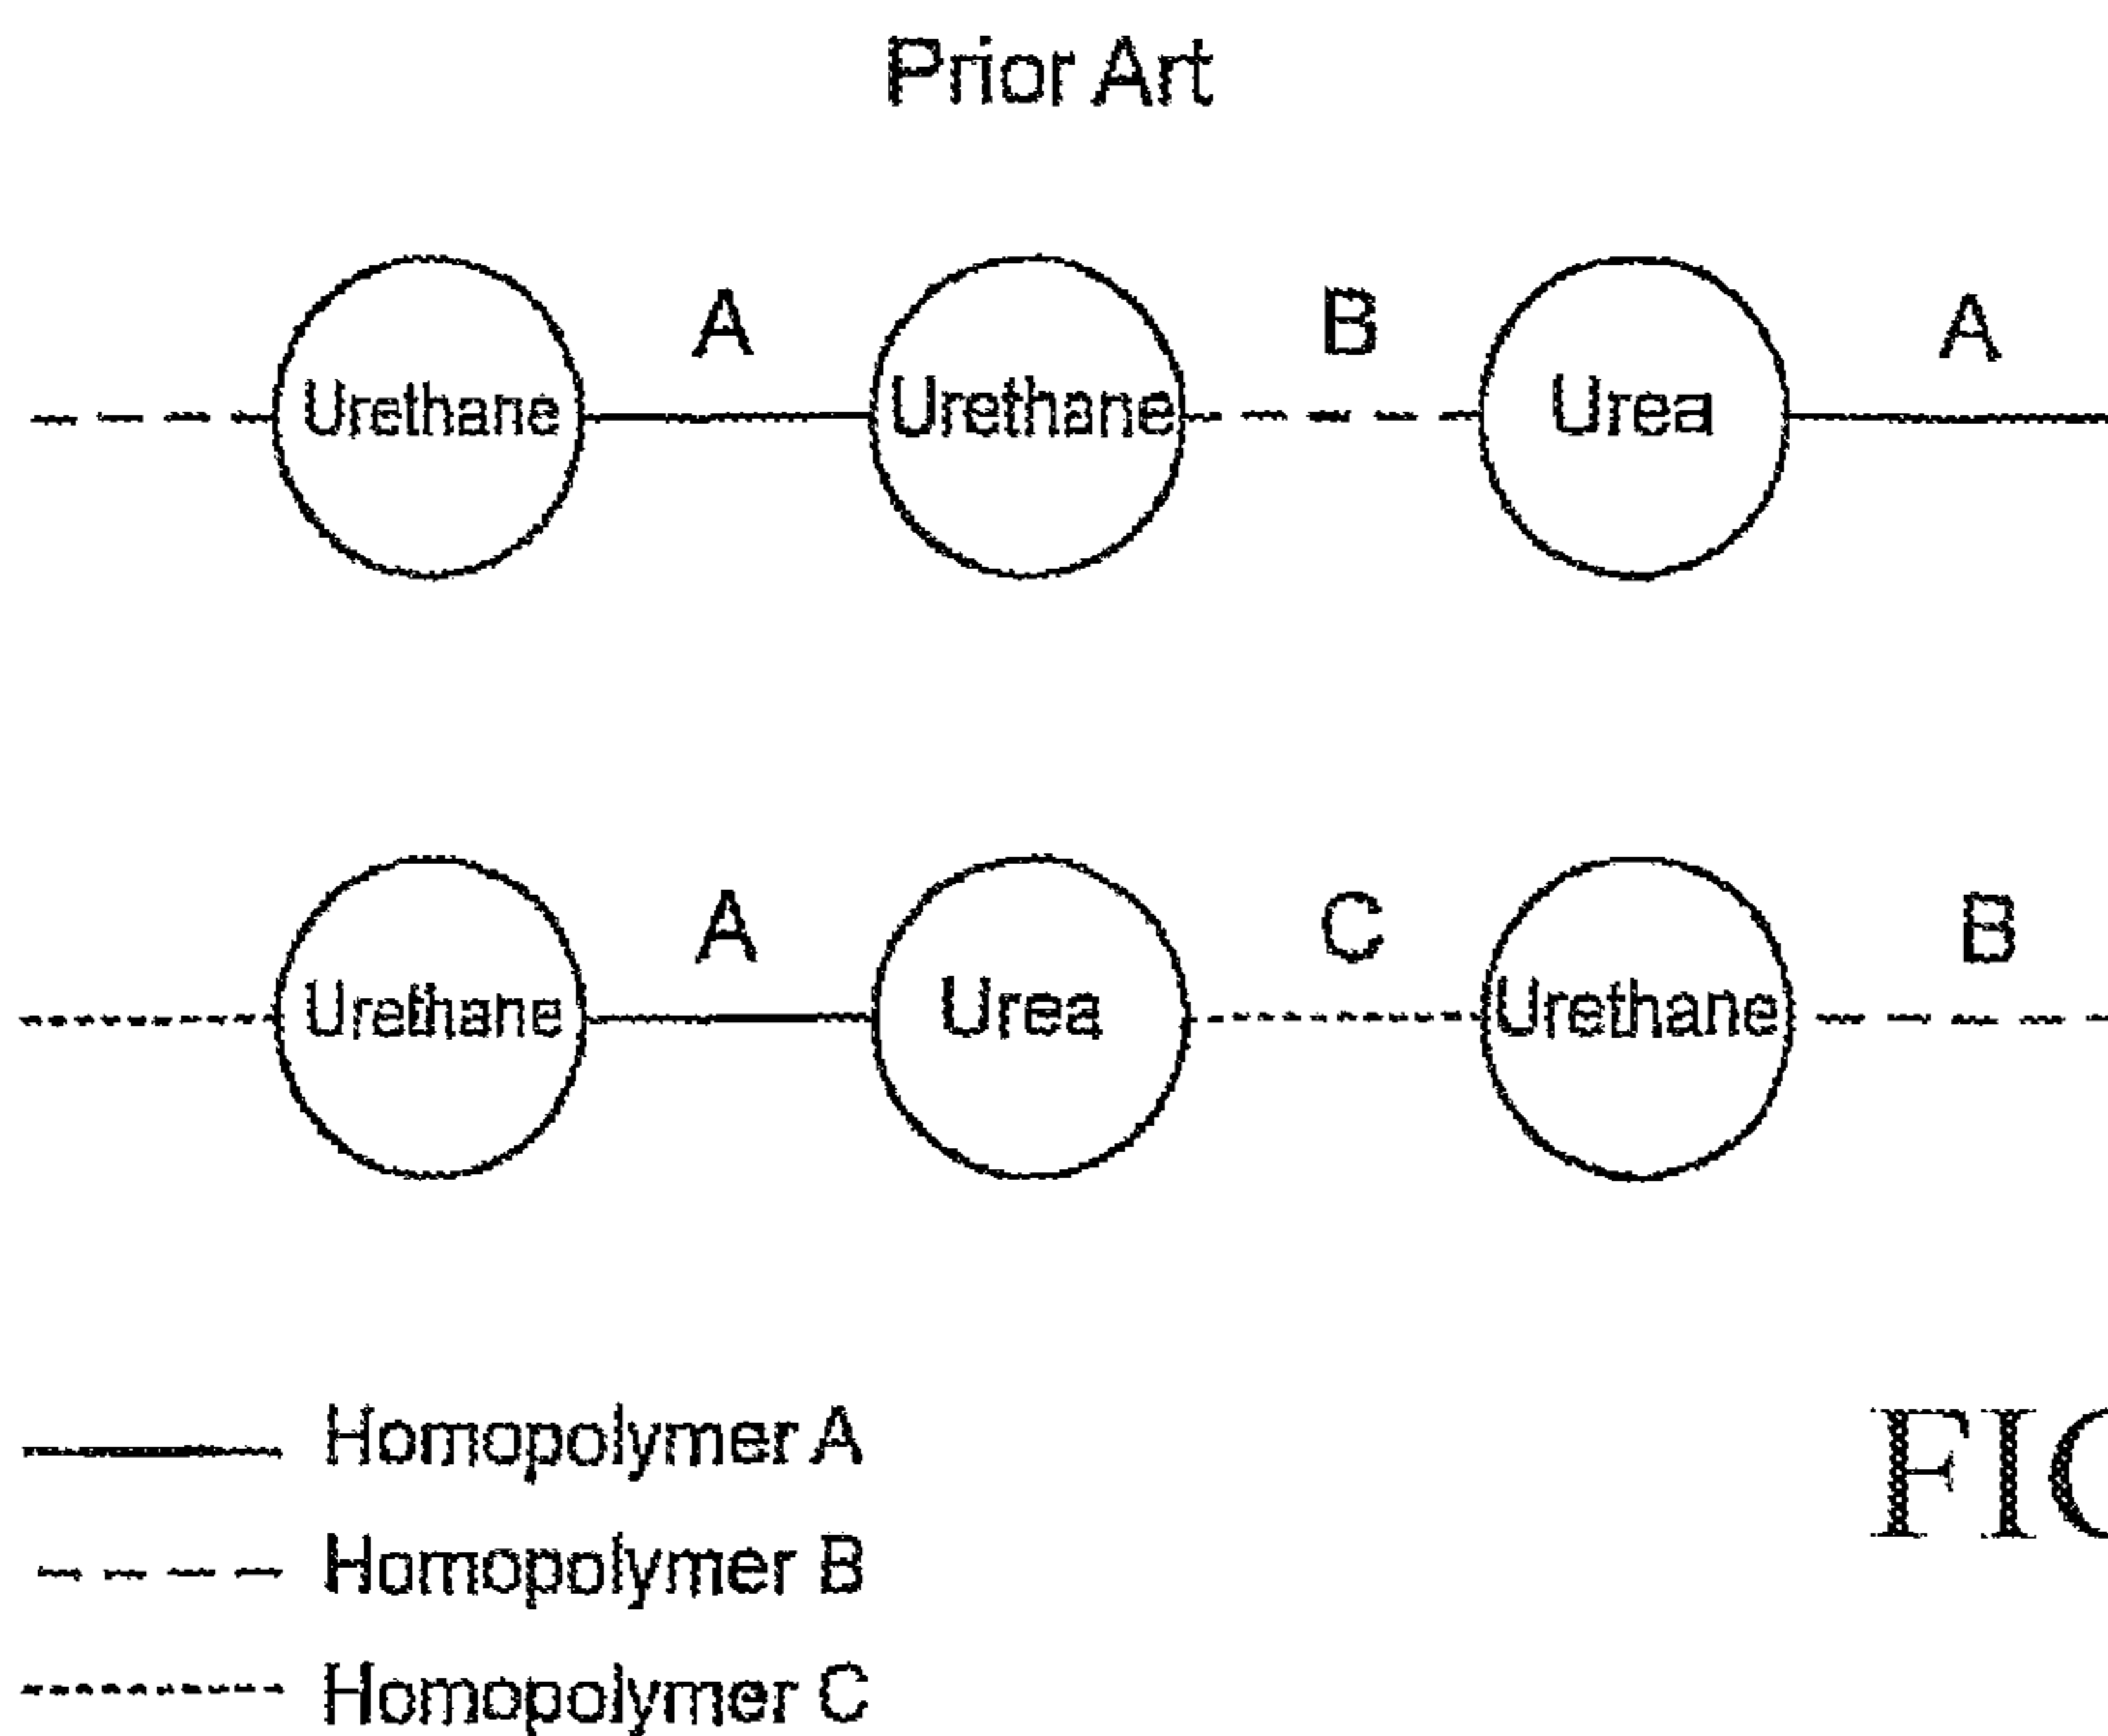 Prior Art
A B A
Urethane Urethane Urea
A C B
Urethane Urea Urethane
Homopolymer A
Homopolymer B
Homopolymer C